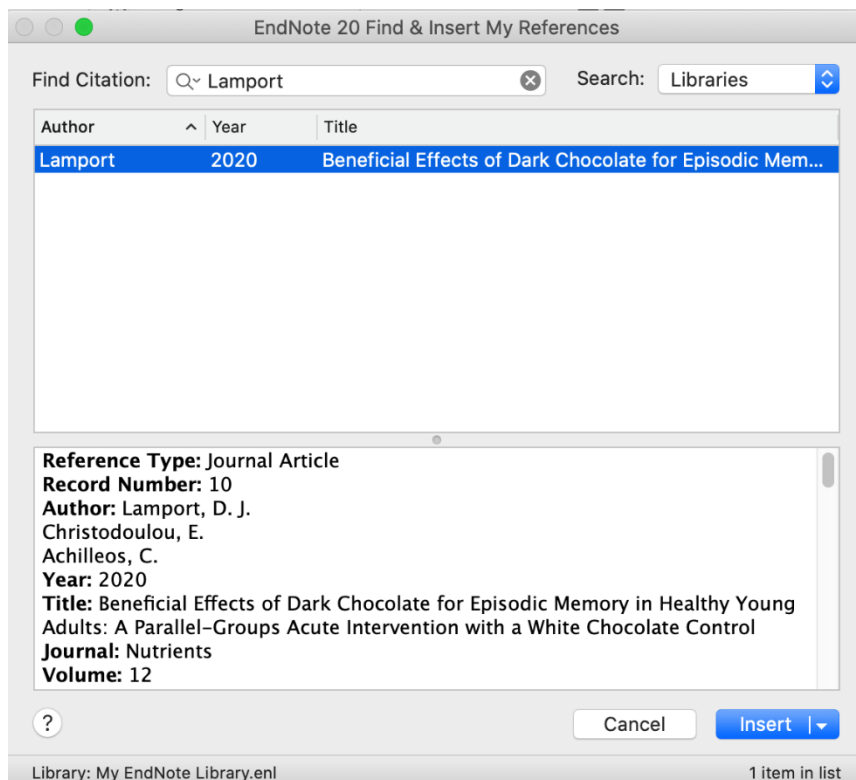 EndNote 20 Find & Insert My References
Find Citation: Lamport Search: Libraries
Author Year Title
Lamport 2020 Beneficial Effects of Dark Chocolate for Episodic Mem...
Reference Type: Journal Article
Record Number: 10
Author: Lamport, D. J.
Christodoulou, E.
Achilleos, C.
Year: 2020
Title: Beneficial Effects of Dark Chocolate for Episodic Memory in Healthy Young
Adults: A Parallel-Groups Acute Intervention with a White Chocolate Control
Journal: Nutrients
Volume: 12
? Cancel Insert
Library: My EndNote Library.enl 1 item in list